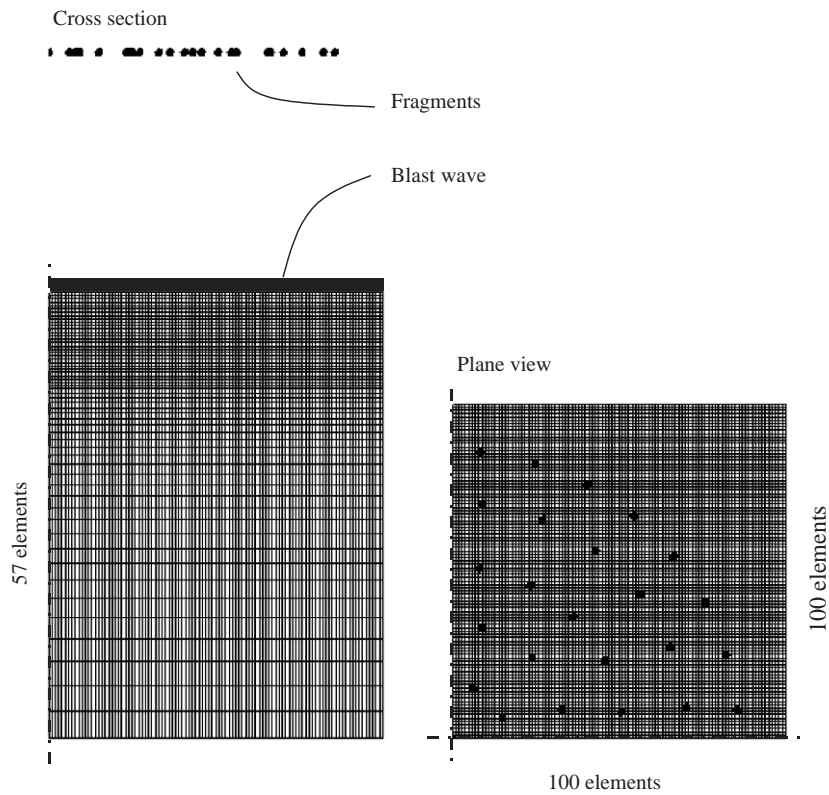 Cross section
Fragments
Blast wave
Plane view
57 elements
100 elements
100 elements